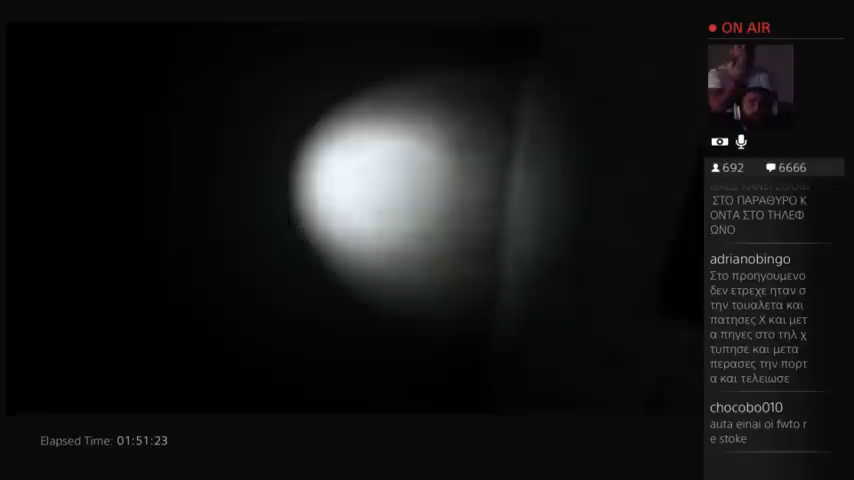 ON AIR
692 6666
ΣΤΟ ΠΑΡΑΘΥΡΟ Κ
ΟΝΤΑ ΣΤΟ ΤΗΛΕΦ
ΩΝΟ
adrianobingo
Στο προηγουμενο
δεν ετρεχε ηταν σ
την τουαλετα και
πατησες Χ και μετ
α πηγες στο τηλ χ
τυπησε και μετα
περασες την πορτ
α και τελειωσε
chocobo010
auta einai oi fwto r
e stoke
Elapsed Time: 01:51:23